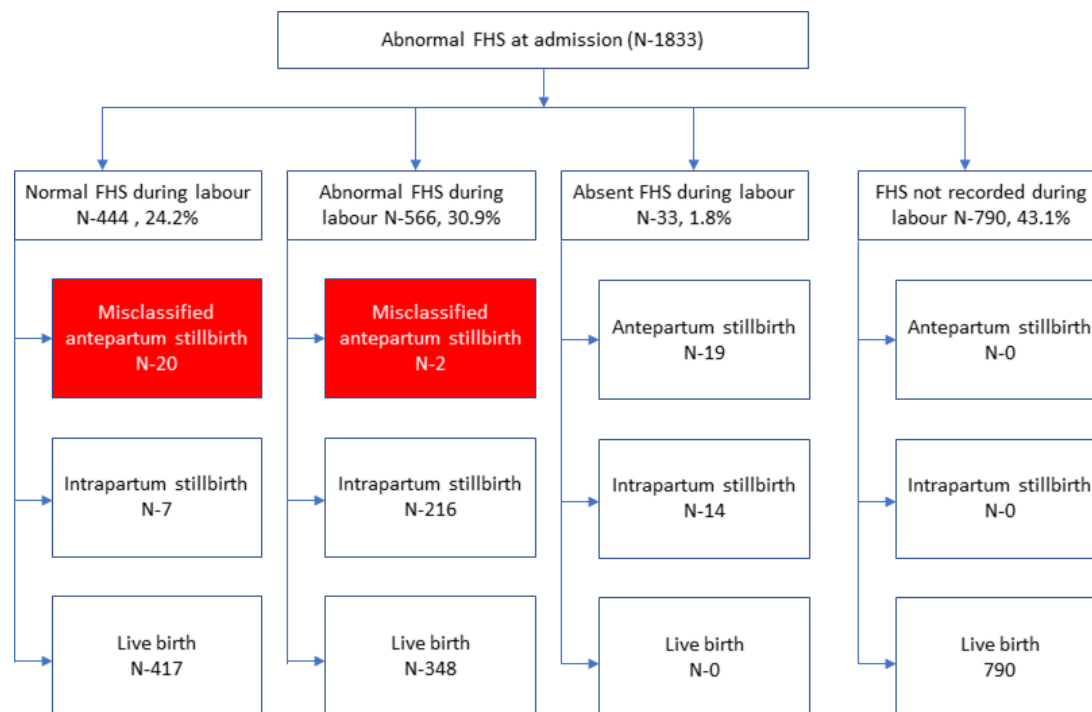 Abnormal FHS at admission (N-1833)
Normal FHS during labour
N-444 , 24.2%
Abnormal FHS during
labour N-566, 30.9%
Absent FHS during labour
N-33, 1.8%
FHS not recorded during
labour N-790, 43.1%
Misclassified
antepartum stillbirth
N-20
Misclassified
antepartum stillbirth
N-2
Antepartum stillbirth
N-19
Antepartum stillbirth
N-0
Intrapartum stillbirth
N-7
Intrapartum stillbirth
N-216
Intrapartum stillbirth
N-14
Intrapartum stillbirth
N-0
Live birth
N-417
Live birth
N-348
Live birth
N-0
Live birth
790